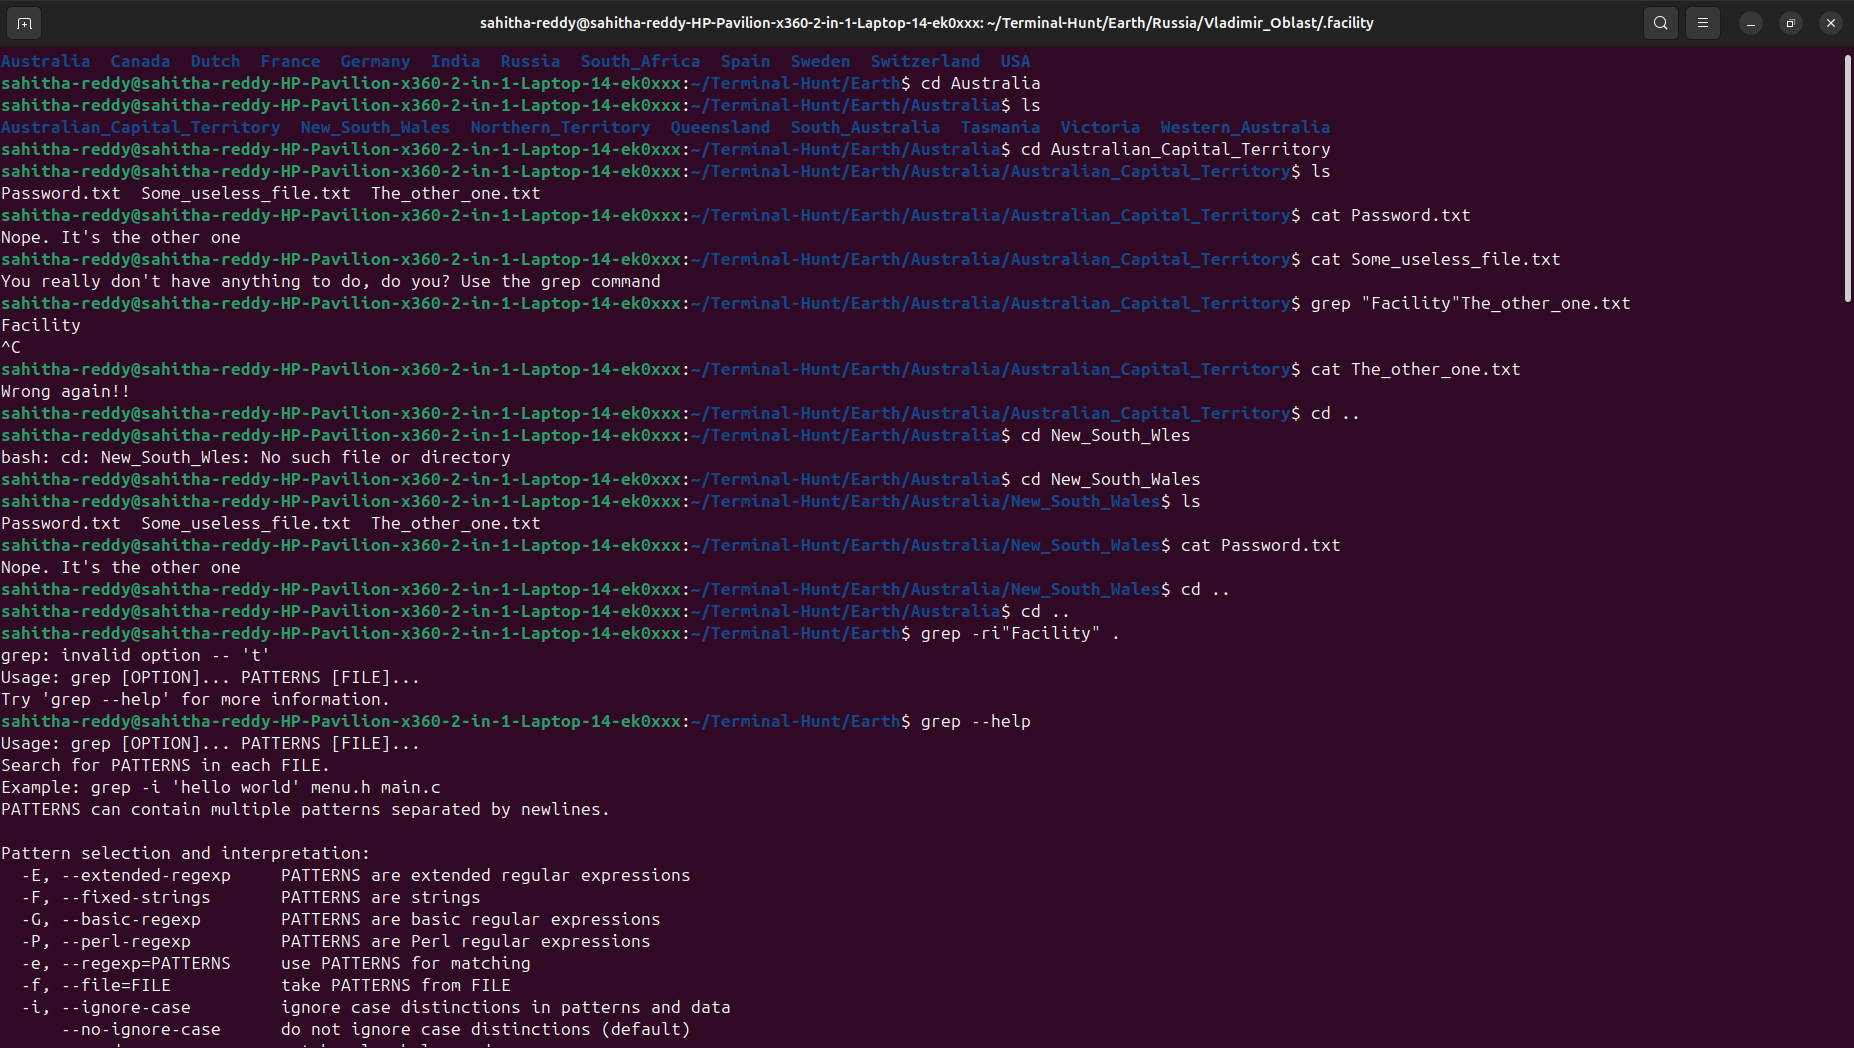 sahitha-reddy@sahitha-reddy-HP-Pavilion-x360-2-in-1-Laptop-14-ek0xxx: ~/Terminal-Hunt/Earth/Russia/Vladimir_Oblast/.facility
Australia  Canada  Dutch  France  Germany  India  Russia  South_Africa  Spain  Sweden  Switzerland  USA
sahitha-reddy@sahitha-reddy-HP-Pavilion-x360-2-in-1-Laptop-14-ek0xxx:~/Terminal-Hunt/Earth$ cd Australia
sahitha-reddy@sahitha-reddy-HP-Pavilion-x360-2-in-1-Laptop-14-ek0xxx:~/Terminal-Hunt/Earth/Australia$ ls
Australian_Capital_Territory  New_South_Wales  Northern_Territory  Queensland  South_Australia  Tasmania  Victoria  Western_Australia
sahitha-reddy@sahitha-reddy-HP-Pavilion-x360-2-in-1-Laptop-14-ek0xxx:~/Terminal-Hunt/Earth/Australia$ cd Australian_Capital_Territory
sahitha-reddy@sahitha-reddy-HP-Pavilion-x360-2-in-1-Laptop-14-ek0xxx:~/Terminal-Hunt/Earth/Australia/Australian_Capital_Territory$ ls
Password.txt  Some_useless_file.txt  The_other_one.txt
sahitha-reddy@sahitha-reddy-HP-Pavilion-x360-2-in-1-Laptop-14-ek0xxx:~/Terminal-Hunt/Earth/Australia/Australian_Capital_Territory$ cat Password.txt
Nope. It's the other one
sahitha-reddy@sahitha-reddy-HP-Pavilion-x360-2-in-1-Laptop-14-ek0xxx:~/Terminal-Hunt/Earth/Australia/Australian_Capital_Territory$ cat Some_useless_file.txt
You really don't have anything to do, do you? Use the grep command
sahitha-reddy@sahitha-reddy-HP-Pavilion-x360-2-in-1-Laptop-14-ek0xxx:~/Terminal-Hunt/Earth/Australia/Australian_Capital_Territory$ grep "Facility"The_other_one.txt
Facility
^C
sahitha-reddy@sahitha-reddy-HP-Pavilion-x360-2-in-1-Laptop-14-ek0xxx:~/Terminal-Hunt/Earth/Australia/Australian_Capital_Territory$ cat The_other_one.txt
Wrong again!!
sahitha-reddy@sahitha-reddy-HP-Pavilion-x360-2-in-1-Laptop-14-ek0xxx:~/Terminal-Hunt/Earth/Australia/Australian_Capital_Territory$ cd ..
sahitha-reddy@sahitha-reddy-HP-Pavilion-x360-2-in-1-Laptop-14-ek0xxx:~/Terminal-Hunt/Earth/Australia$ cd New_South_Wles
bash: cd: New_South_Wles: No such file or directory
sahitha-reddy@sahitha-reddy-HP-Pavilion-x360-2-in-1-Laptop-14-ek0xxx:~/Terminal-Hunt/Earth/Australia$ cd New_South_Wales
sahitha-reddy@sahitha-reddy-HP-Pavilion-x360-2-in-1-Laptop-14-ek0xxx:~/Terminal-Hunt/Earth/Australia/New_South_Wales$ ls
Password.txt  Some_useless_file.txt  The_other_one.txt
sahitha-reddy@sahitha-reddy-HP-Pavilion-x360-2-in-1-Laptop-14-ek0xxx:~/Terminal-Hunt/Earth/Australia/New_South_Wales$ cat Password.txt
Nope. It's the other one
sahitha-reddy@sahitha-reddy-HP-Pavilion-x360-2-in-1-Laptop-14-ek0xxx:~/Terminal-Hunt/Earth/Australia/New_South_Wales$ cd ..
sahitha-reddy@sahitha-reddy-HP-Pavilion-x360-2-in-1-Laptop-14-ek0xxx:~/Terminal-Hunt/Earth/Australia$ cd ..
sahitha-reddy@sahitha-reddy-HP-Pavilion-x360-2-in-1-Laptop-14-ek0xxx:~/Terminal-Hunt/Earth$ grep -ri"Facility" .
grep: invalid option -- 't'
Usage: grep [OPTION]... PATTERNS [FILE]...
Try 'grep --help' for more information.
sahitha-reddy@sahitha-reddy-HP-Pavilion-x360-2-in-1-Laptop-14-ek0xxx:~/Terminal-Hunt/Earth$ grep --help
Usage: grep [OPTION]... PATTERNS [FILE]...
Search for PATTERNS in each FILE.
Example: grep -i 'hello world' menu.h main.c
PATTERNS can contain multiple patterns separated by newlines.
Pattern selection and interpretation:
-E, --extended-regexp     PATTERNS are extended regular expressions
-F, --fixed-strings       PATTERNS are strings
-G, --basic-regexp        PATTERNS are basic regular expressions
-P, --perl-regexp         PATTERNS are Perl regular expressions
-e, --regexp=PATTERNS     use PATTERNS for matching
-f, --file=FILE           take PATTERNS from FILE
-i, --ignore-case         ignore case distinctions in patterns and data
--no-ignore-case      do not ignore case distinctions (default)